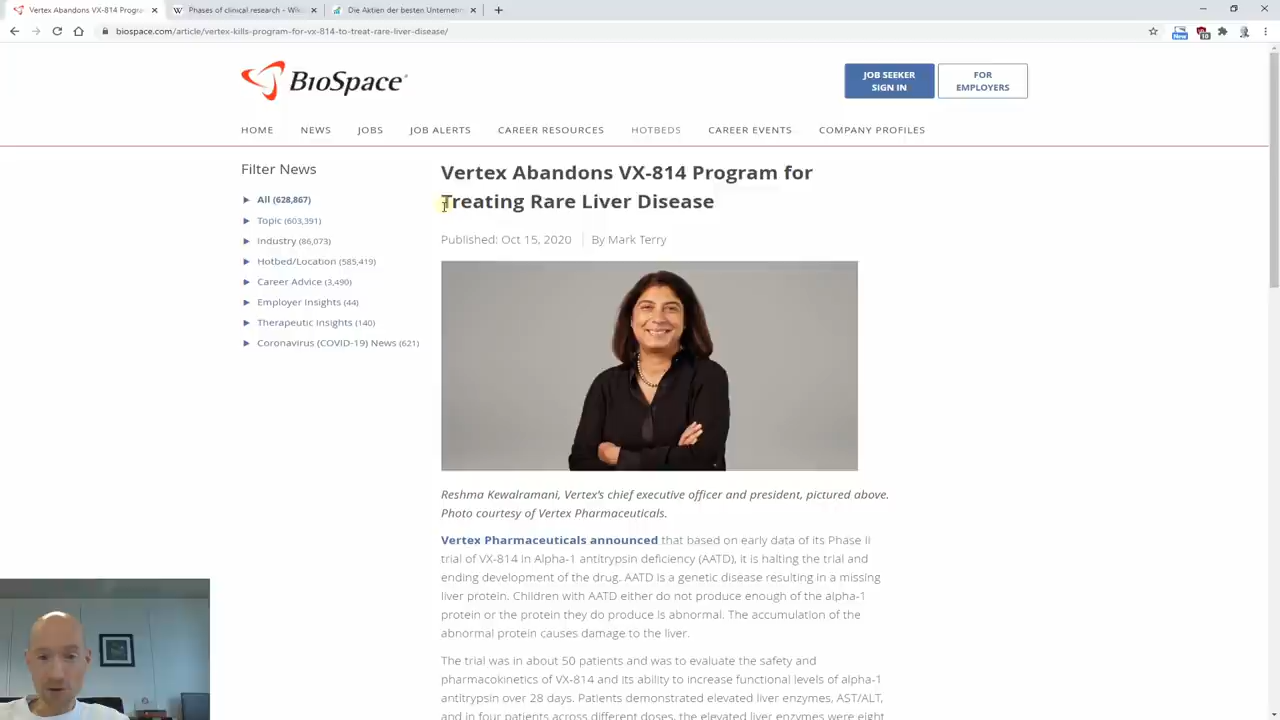 Vertex Abandons VX-814 Progra
Phases of clinical research - Wiki
Die Aktien der besten Unterneh
biospace.com/article/vertex-kills-program-for-vx-814-to-treat-rare-liver-disease/
New
10
BioSpace
JOB SEEKER
SIGN IN
FOR
EMPLOYERS
HOME NEWS JOBS JOB ALERTS CAREER RESOURCES HOTBEDS CAREER EVENTS COMPANY PROFILES
Filter News
All (628,867)
Topic (603,391)
Industry (86,073)
Hotbed/Location (585,419)
Career Advice (3,490)
Employer Insights (44)
Therapeutic Insights (140)
Coronavirus (COVID-19) News (621)
Vertex Abandons VX-814 Program for
Treating Rare Liver Disease
Published: Oct 15, 2020 By Mark Terry
Reshma Kewalramani, Vertex's chief executive officer and president, pictured above.
Photo courtesy of Vertex Pharmaceuticals.
Vertex Pharmaceuticals announced that based on early data of its Phase II
trial of VX-814 in Alpha-1 antitrypsin deficiency (AATD), it is halting the trial and
ending development of the drug. AATD is a genetic disease resulting in a missing
liver protein. Children with AATD either do not produce enough of the alpha-1
protein or the protein they do produce is abnormal. The accumulation of the
abnormal protein causes damage to the liver.
The trial was in about 50 patients and was to evaluate the safety and
pharmacokinetics of VX-814 and its ability to increase functional levels of alpha-1
antitrypsin over 28 days. Patients demonstrated elevated liver enzymes, AST/ALT,
and in four patients across different doses, the elevated liver enzymes were eight